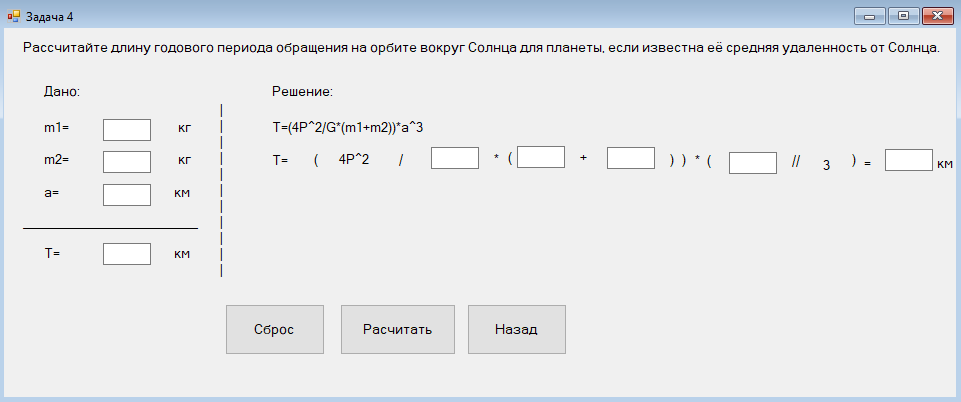 Задача 4
Рассчитайте длину годового периода обращения на орбите вокруг Солнца для планеты, если известна её средняя удаленность от Солнца.
Дано:
m1= кг
m2= кг
a= км
T= км
Решение:
T=(4P^2/G*(m1+m2))*a^3
T= ( 4P^2 / * ( + ) ) * ( // 3 ) = км
Сброс
Расчитать
Назад